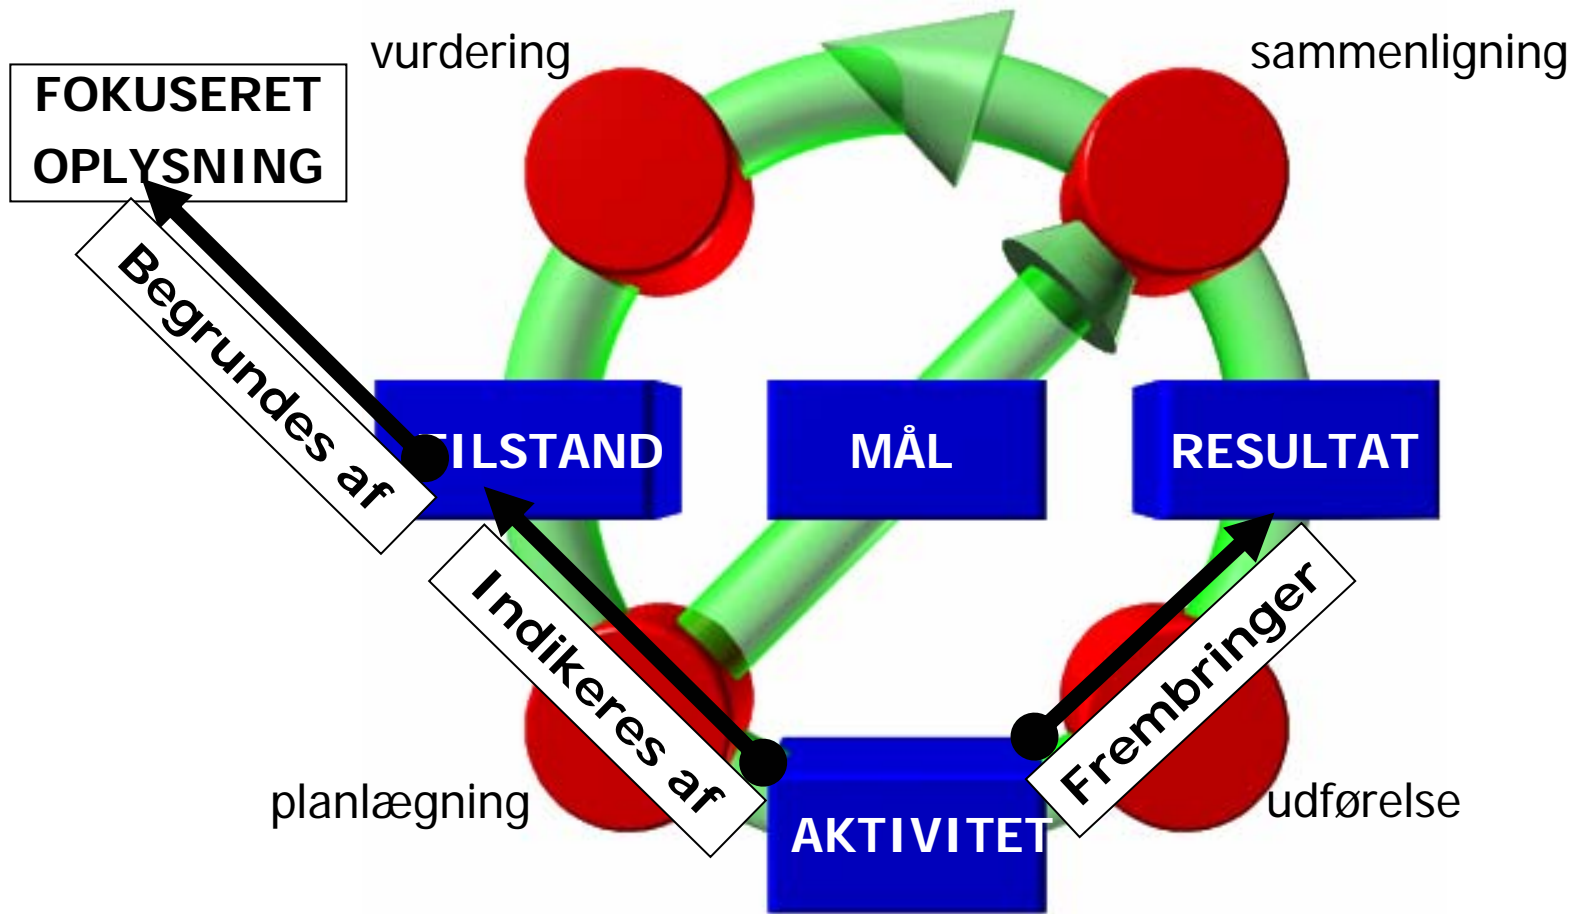 vurdering
sammenligning
FOKUSERET
OPLYSNING
Begrundes af
TILSTAND
MÅL
RESULTAT
Indikeres af
Frembringer
planlægning
AKTIVITET
udførelse